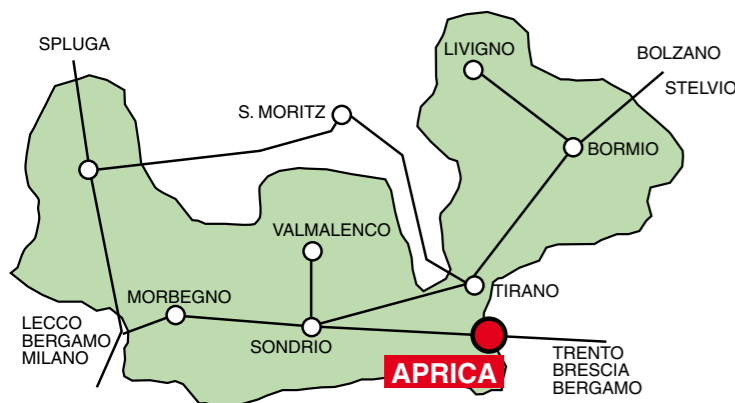 SPLUGA
LIVIGNO
BOLZANO
STELVIO
S. MORITZ
BORMIO
VALMALENCO
TIRANO
MORBEGNO
LECCO
BERGAMO
MILANO
SONDRIO
APRICA
TRENTO
BRESCIA
BERGAMO